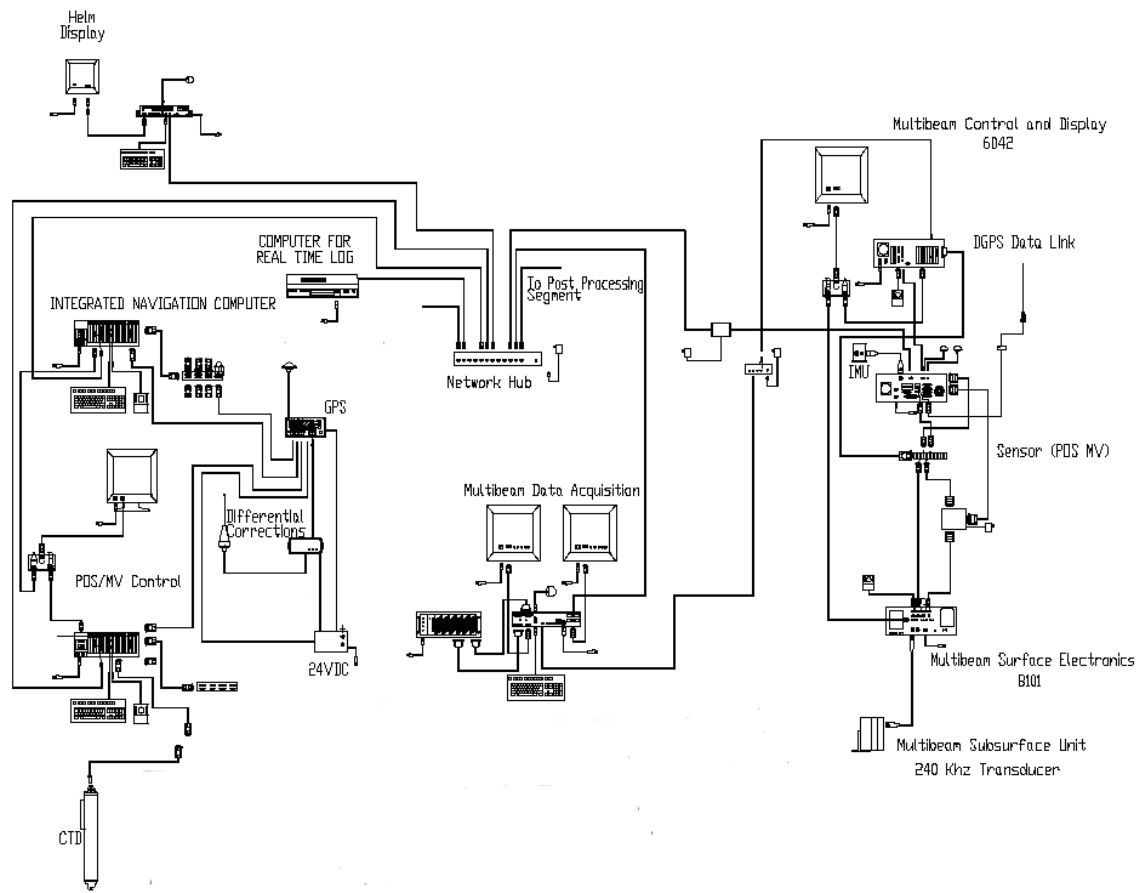 Helm
Display
Multibeam Control and Display
6042
DGPS Data Link
COMPUTER FOR
REAL TIME LOG
To Post Processing
Segment
INTEGRATED NAVIGATION COMPUTER
Network Hub
IMU
GPS
Sensor (POS MV)
Multibeam Data Acquisition
Differential
Corrections
POS/MV Control
24VDC
Multibeam Surface Electronics
8101
Multibeam Subsurface Unit
240 Khz Transducer
CTD